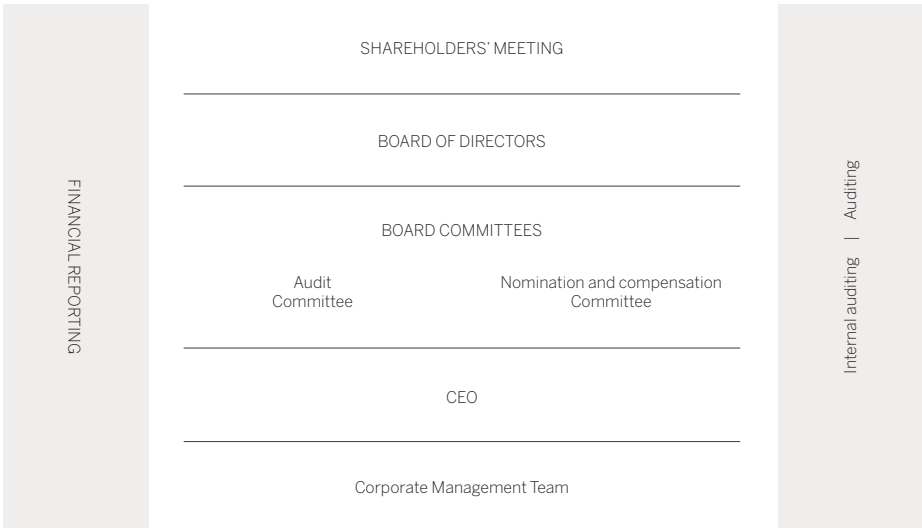 SHAREHOLDERS’ MEETING
BOARD OF DIRECTORS
BOARD COMMITTEES
Audit
Committee
Nomination and compensation
Committee
CEO
Corporate Management Team
FINANCIAL REPORTING
Internal auditing | Auditing